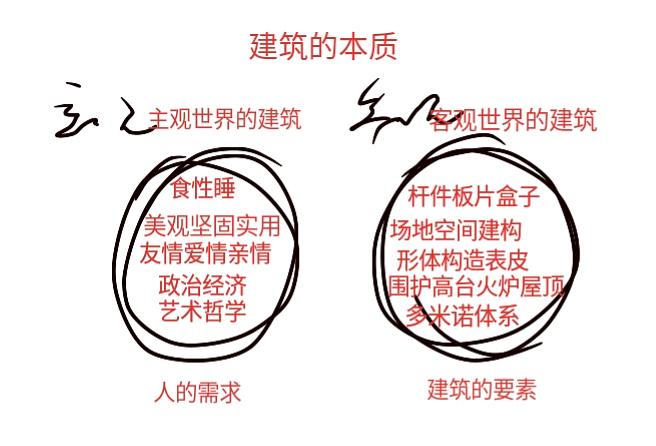 建筑的本质
主观世界的建筑
客观世界的建筑
食性睡
美观坚固实用
友情爱情亲情
政治经济
艺术哲学
人的需求
杆件板片盒子
场地空间建构
形体构造表皮
围护高台火炉屋顶
多米诺体系
建筑的要素